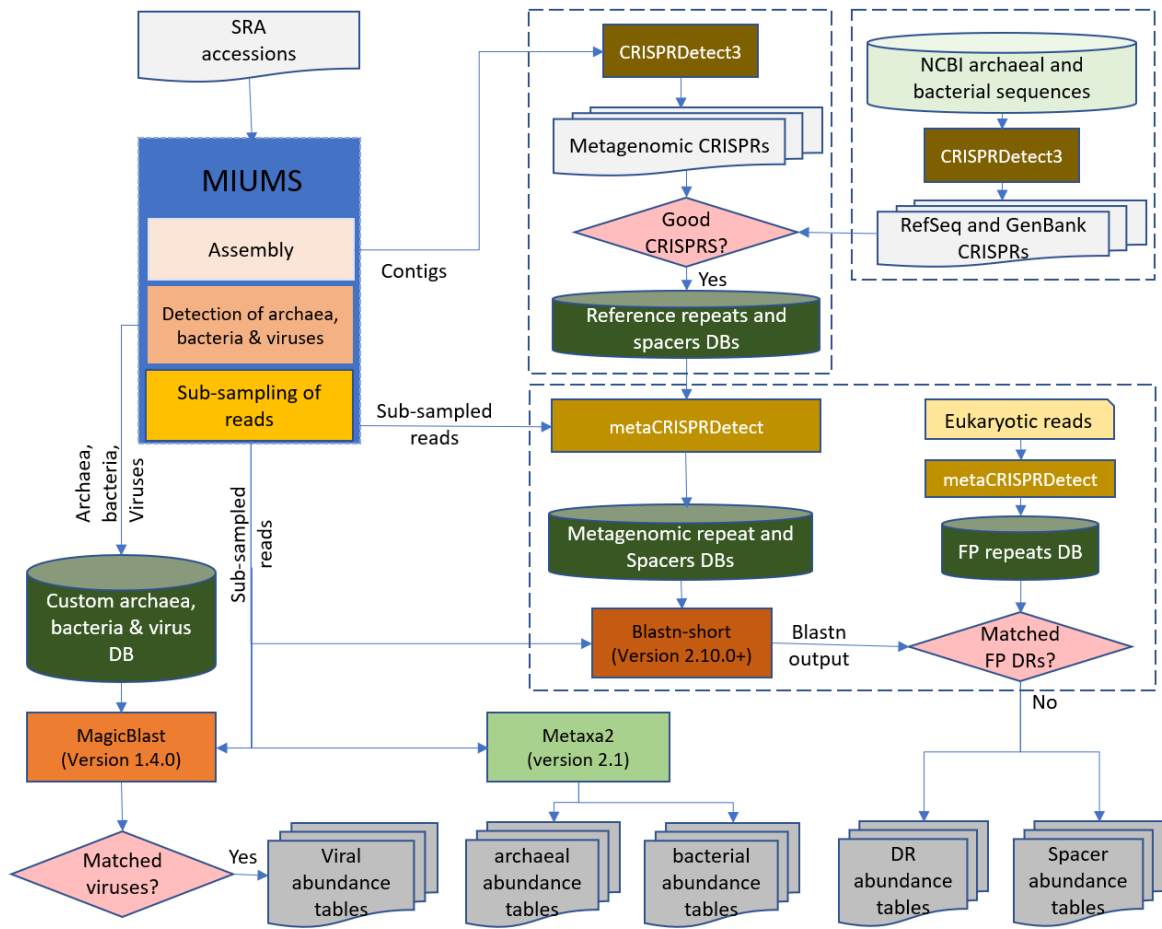 SRA
accessions
MIUMS
Assembly
Detection of archaea,
bacteria & viruses
Sub-sampling of
reads
Contigs
Sub-sampled
reads
Archaea,
bacteria,
Viruses
Sub-sampled
reads
Custom archaea,
bacteria & virus
DB
MagicBlast
(Version 1.4.0)
Matched
viruses?
Yes
Viral
abundance
tables
Metaxa2
(version 2.1)
archaeal
abundance
tables
bacterial
abundance
tables
CRISPRDetect3
Metagenomic CRISPRs
Good
CRISPRS?
Yes
Reference repeats and
spacers DBs
NCBI archaeal and
bacterial sequences
CRISPRDetect3
RefSeq and GenBank
CRISPRs
metaCRISPRDetect
Metagenomic repeat and
Spacers DBs
Blastn-short
(Version 2.10.0+)
Blastn
output
Eukaryotic reads
metaCRISPRDetect
FP repeats DB
Matched
FP DRs?
No
DR
abundance
tables
Spacer
abundance
tables